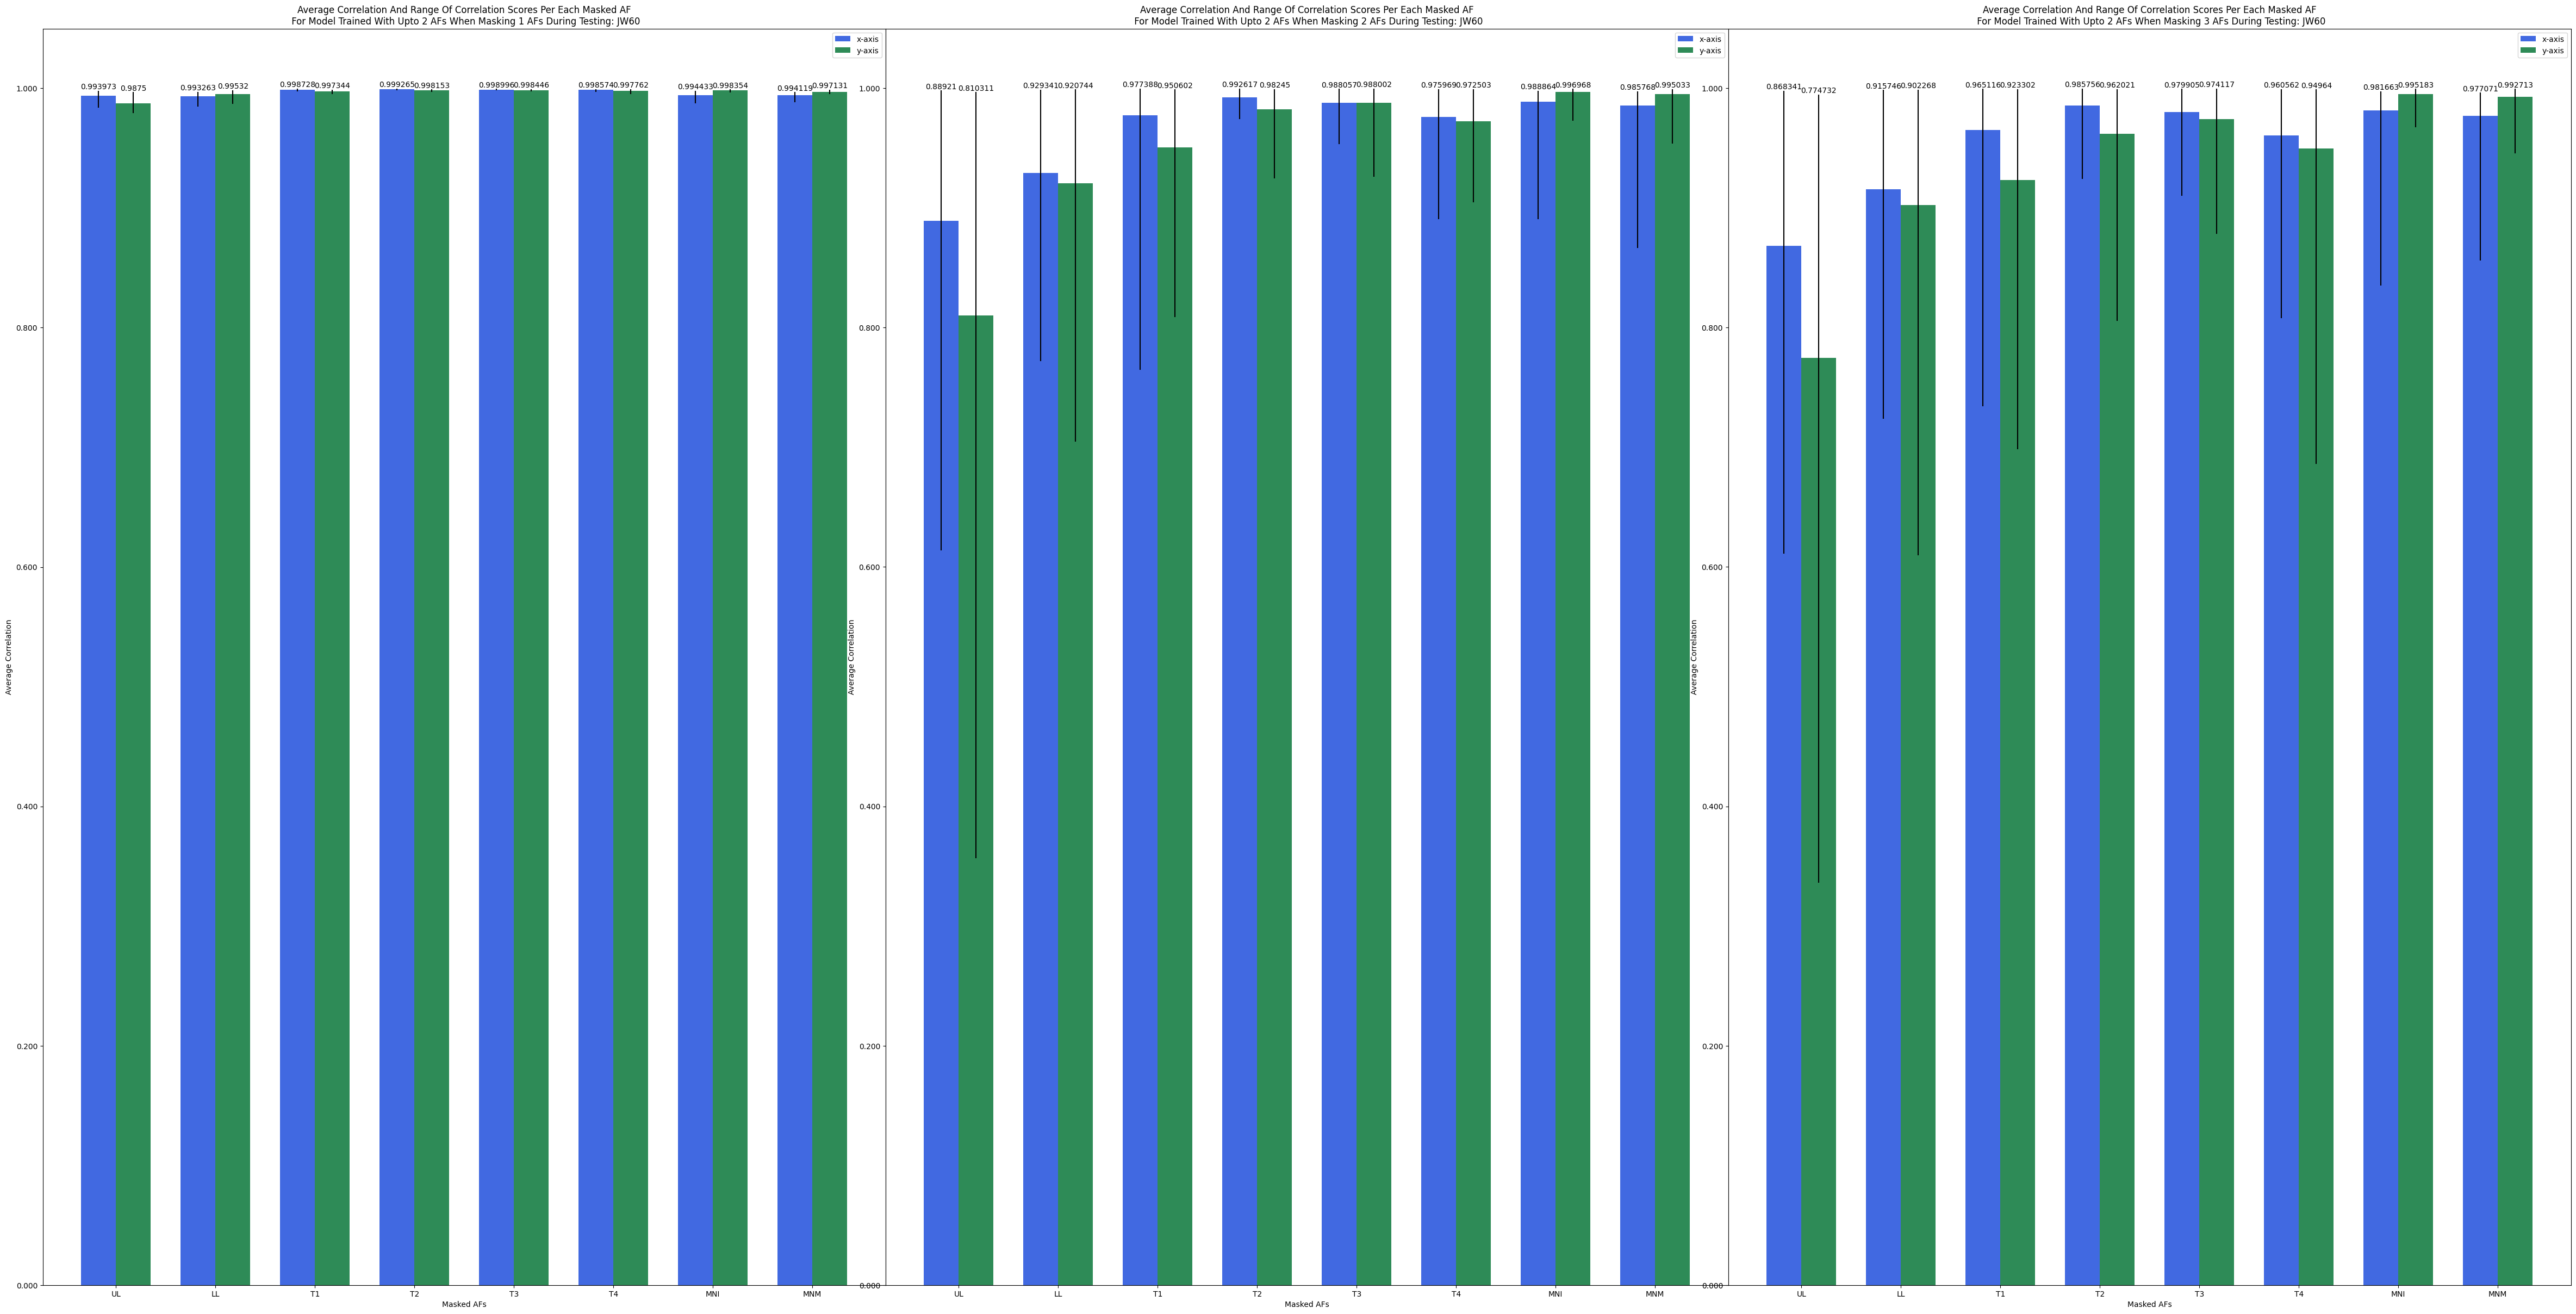 Average Correlation And Range Of Correlation Scores Per Each Masked AF
For Model Trained With Upto 2 AFs When Masking 1 AFs During Testing: JW60
x-axis
y-axis
0.993973 0.9875 0.993263 0.99532 0.998728 0.997344 0.999265 0.998153 0.998996 0.998446 0.998574 0.997762 0.994433 0.998354 0.994119 0.997131
1.000
0.800
0.600
0.400
0.200
0.000
Average Correlation
UL LL T1 T2 T3 T4 MNI MNM
Masked AFs
Average Correlation And Range Of Correlation Scores Per Each Masked AF
For Model Trained With Upto 2 AFs When Masking 2 AFs During Testing: JW60
x-axis
y-axis
0.88921 0.810311 0.929341 0.920744 0.977388 0.950602 0.992617 0.98245 0.988057 0.988002 0.975969 0.972503 0.988864 0.996968 0.985768 0.995033
1.000
0.800
0.600
0.400
0.200
0.000
Average Correlation
UL LL T1 T2 T3 T4 MNI MNM
Masked AFs
Average Correlation And Range Of Correlation Scores Per Each Masked AF
For Model Trained With Upto 2 AFs When Masking 3 AFs During Testing: JW60
x-axis
y-axis
0.868341 0.774732 0.915746 0.902268 0.965116 0.923302 0.985756 0.962021 0.979905 0.974117 0.960562 0.94964 0.981663 0.995183 0.977071 0.992713
1.000
0.800
0.600
0.400
0.200
0.000
Average Correlation
UL LL T1 T2 T3 T4 MNI MNM
Masked AFs